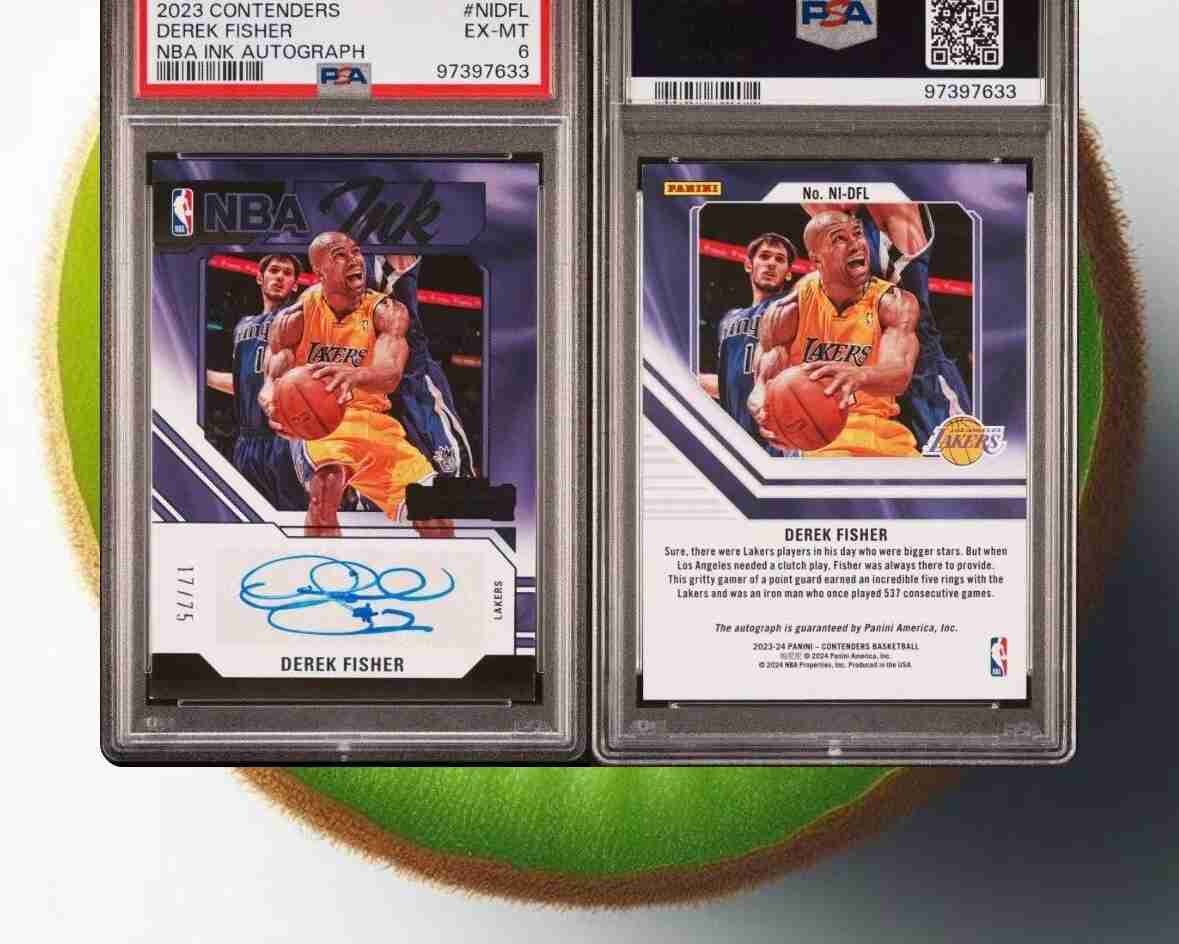 2023 CONTENDERS #NIDFL
DEREK FISHER EX-MT
NBA INK AUTOGRAPH 6
PSA 97397633
NBA Ink
LAKERS
17/75
#2
LAKERS
DEREK FISHER
PSA
97397633
PANINI
No. NI-DFL
LAKERS
LOS ANGELES
LAKERS
DEREK FISHER
Sure, there were Lakers players in his day who were bigger stars. But when
Los Angeles needed a clutch play, Fisher was always there to provide.
This gritty gamer of a point guard earned an incredible five rings with the
Lakers and was an iron man who once played 537 consecutive games.
The autograph is guaranteed by Panini America, Inc.
2023-24 PANINI – CONTENDERS BASKETBALL
© 2024 Panini America, Inc.
© 2024 NBA Properties, Inc. Produced in the USA